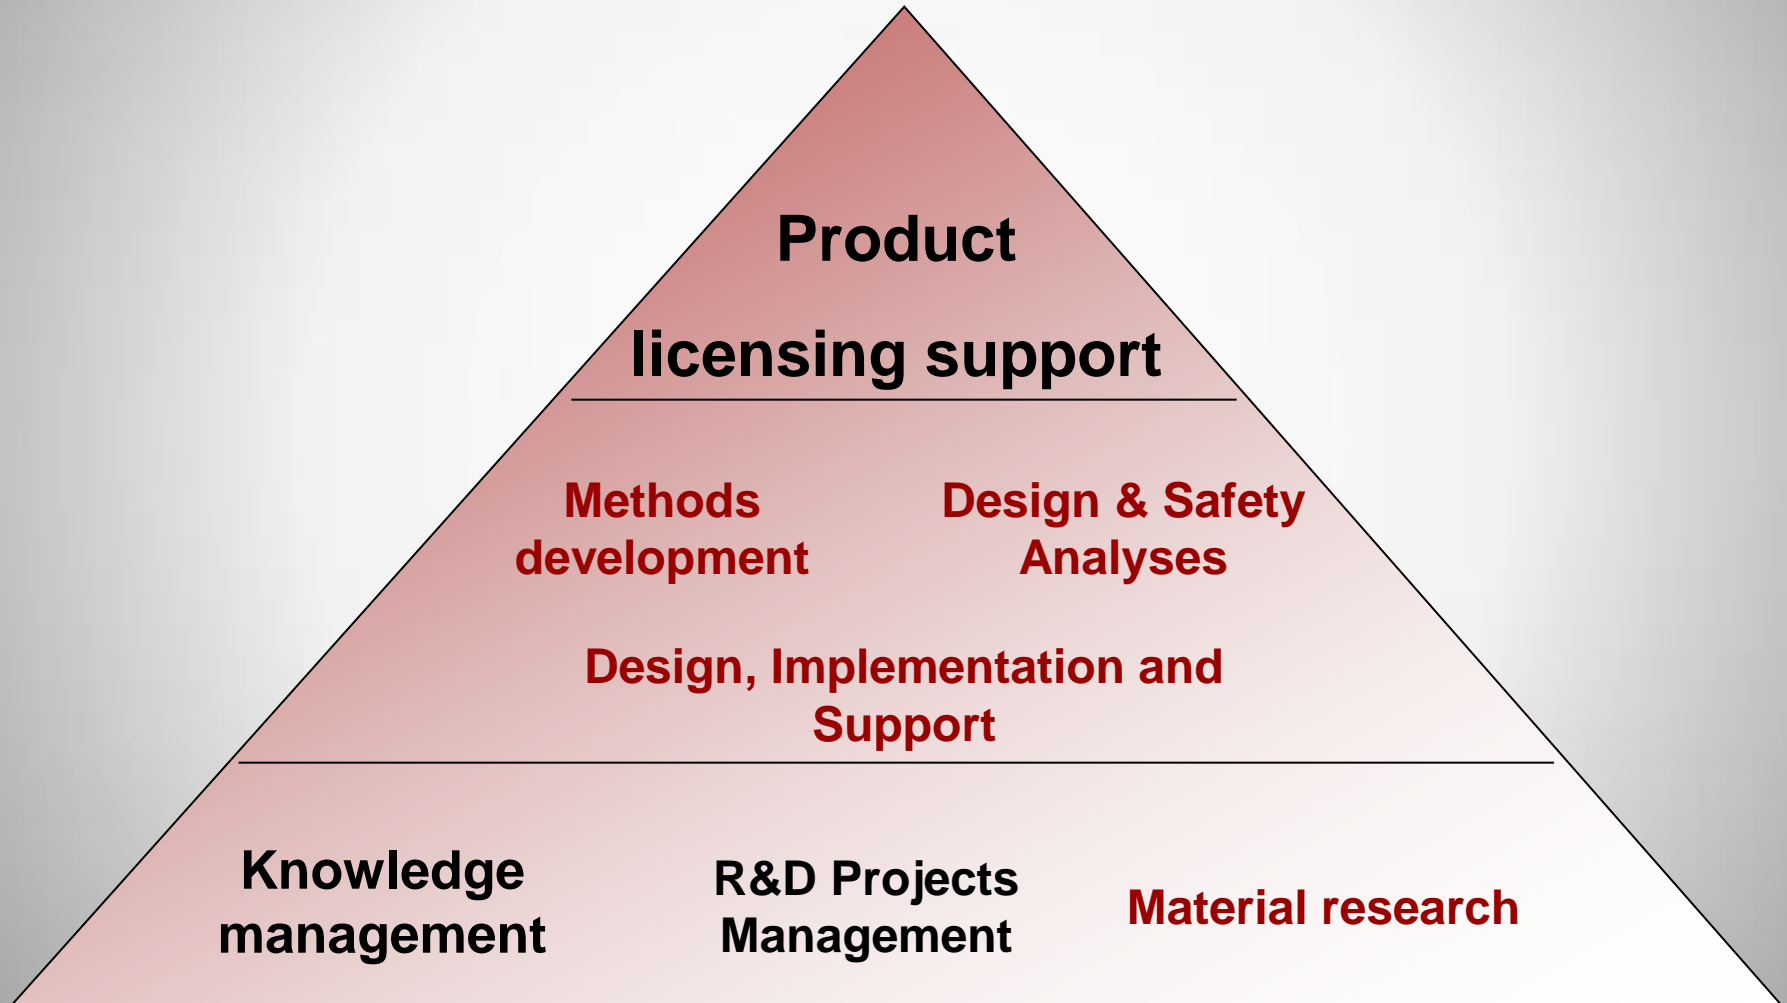 Product
licensing support
Methods
development
Design & Safety
Analyses
Design, Implementation and
Support
Knowledge
management
R&D Projects
Management
Material research